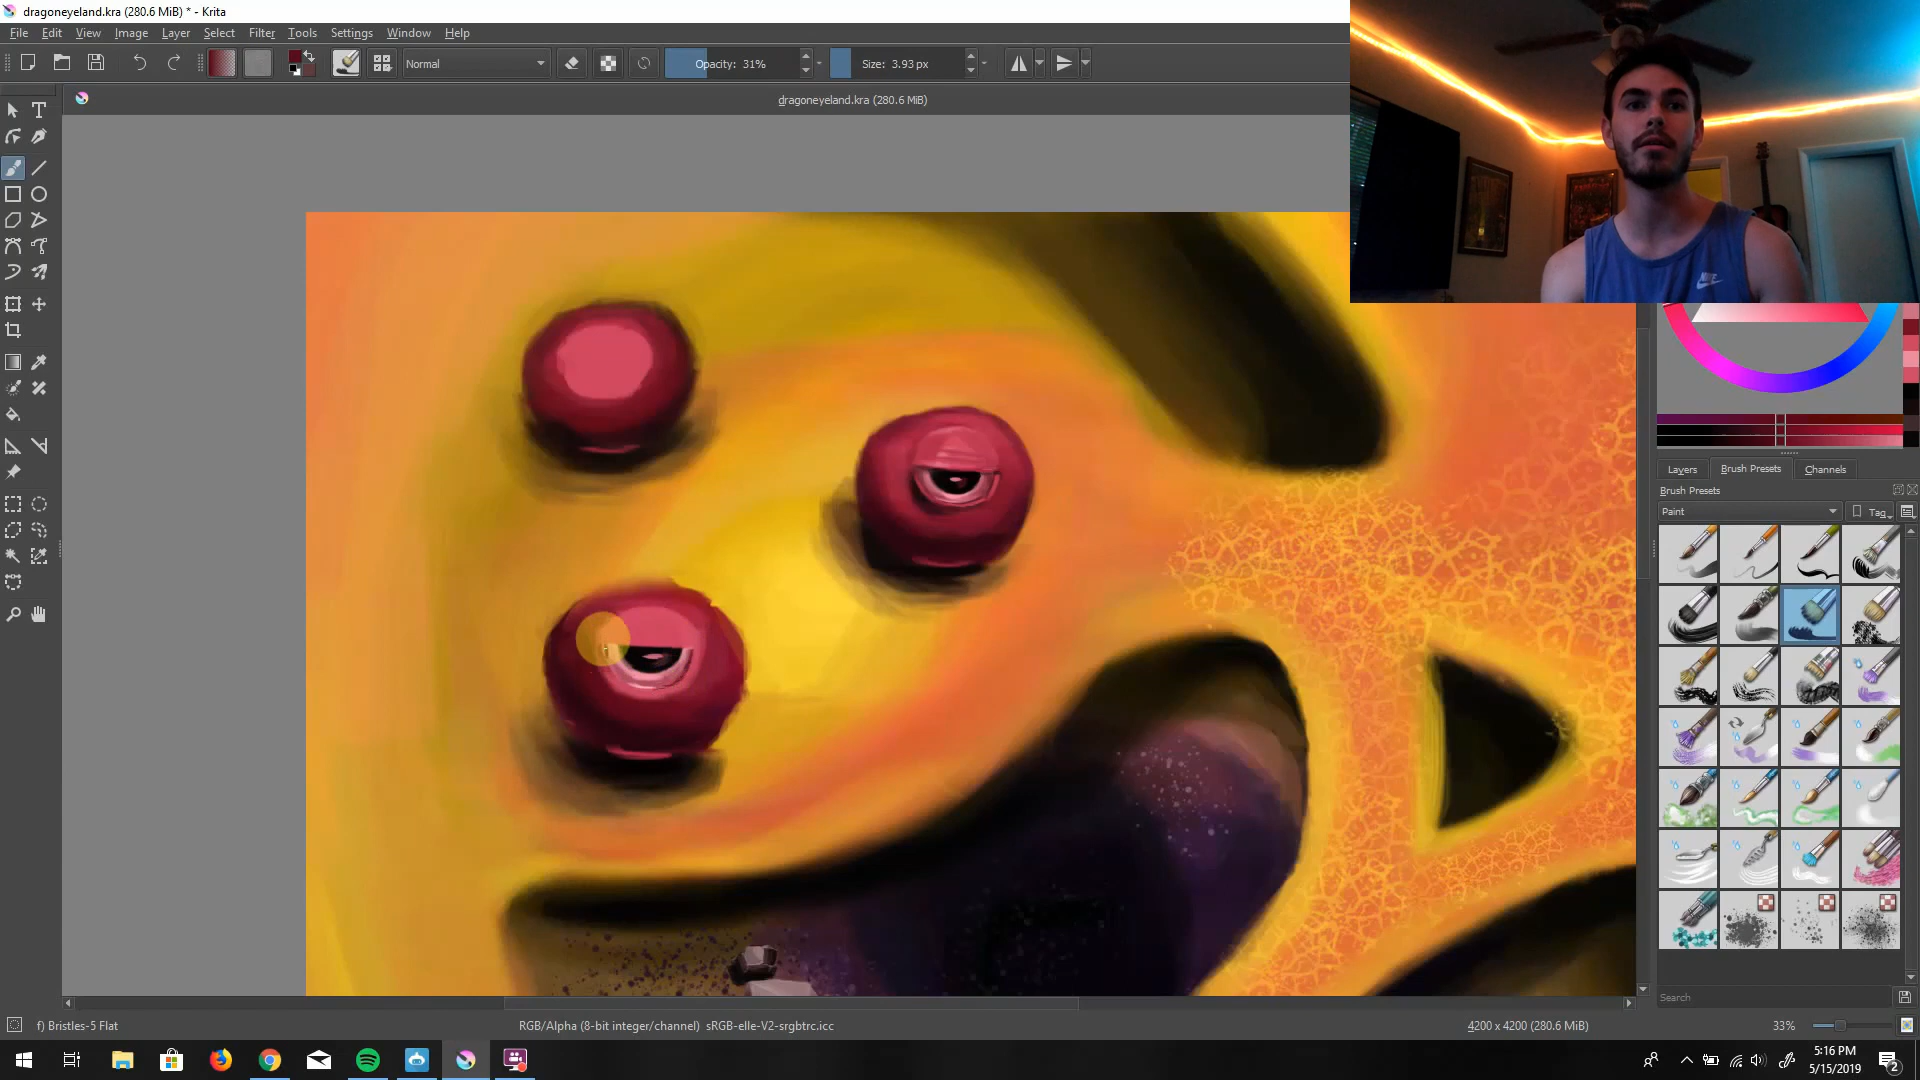 dragoneyeland.kra (280.6 MiB) * - Krita
File Edit View Image Layer Select Filter Tools Settings Window Help
Normal Opacity: 31% Size: 3.93 px
dragoneyeland.kra (280.6 MiB)
NIKE
Layers Brush Presets Channels
Brush Presets
Paint Tag
Search
f) Bristles-5 Flat RGB/Alpha (8-bit integer/channel) sRGB-elle-V2-srgbtrc.icc 4200 x 4200 (280.6 MiB) 33%
5:16 PM
5/15/2019
2